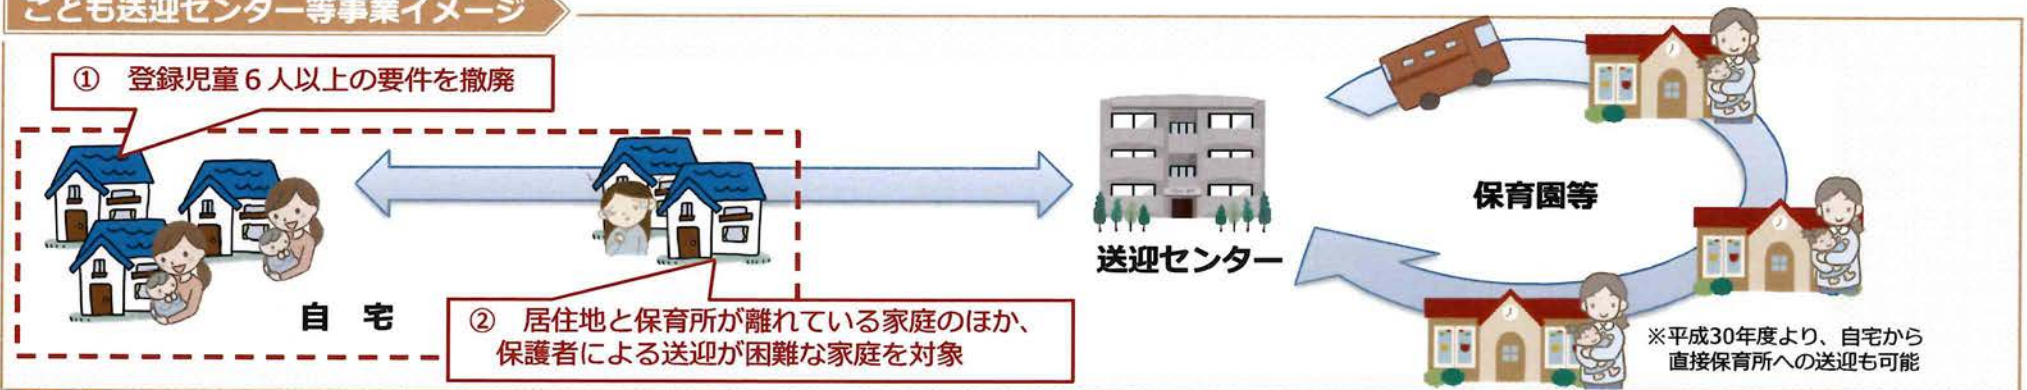 こども送迎センター等事業イメージ
① 登録児童６人以上の要件を撤廃
自 宅
② 居住地と保育所が離れている家庭のほか、
保護者による送迎が困難な家庭を対象
送迎センター
保育園等
※平成30年度より、自宅から
直接保育所への送迎も可能